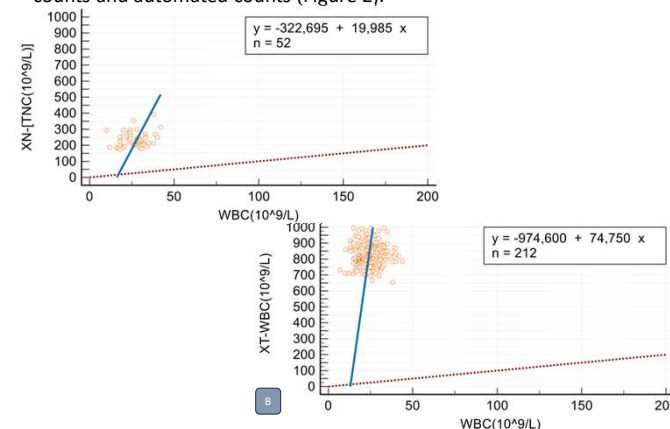 counts and automated counts (Figure 2).
1000
900
800
700
600
500
400
300
200
100
0
XN-[TNC(10^9/L)]
y = -322,695 + 19,985 x
n = 52
0 50 100 150 200
WBC(10^9/L)
1000
900
800
700
600
500
400
300
200
100
0
XT-WBC(10^9/L)
y = -974,600 + 74,750 x
n = 212
B
0 50 100 150 20
WBC(10^9/L)